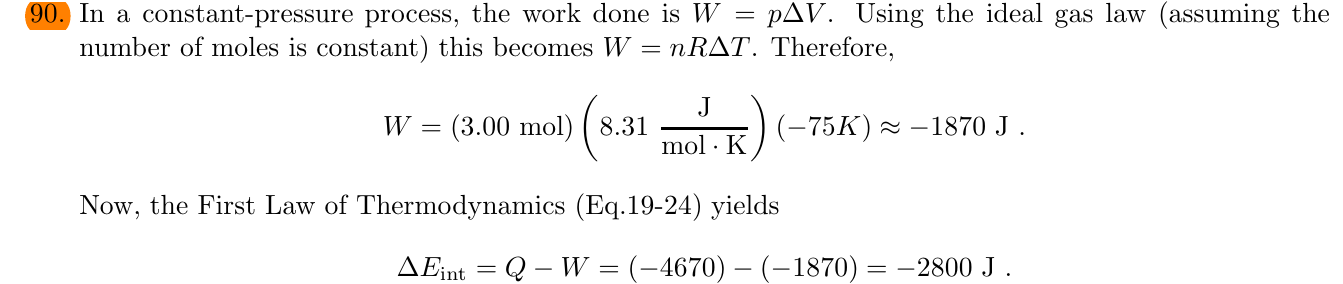 90. In a constant-pressure process, the work done is W = pΔV. Using the ideal gas law (assuming the
number of moles is constant) this becomes W = nRΔT. Therefore,
W = (3.00 mol) (8.31 J/mol · K) (−75K) ≈ −1870 J .
Now, the First Law of Thermodynamics (Eq.19-24) yields
ΔE_int = Q − W = (−4670) − (−1870) = −2800 J .